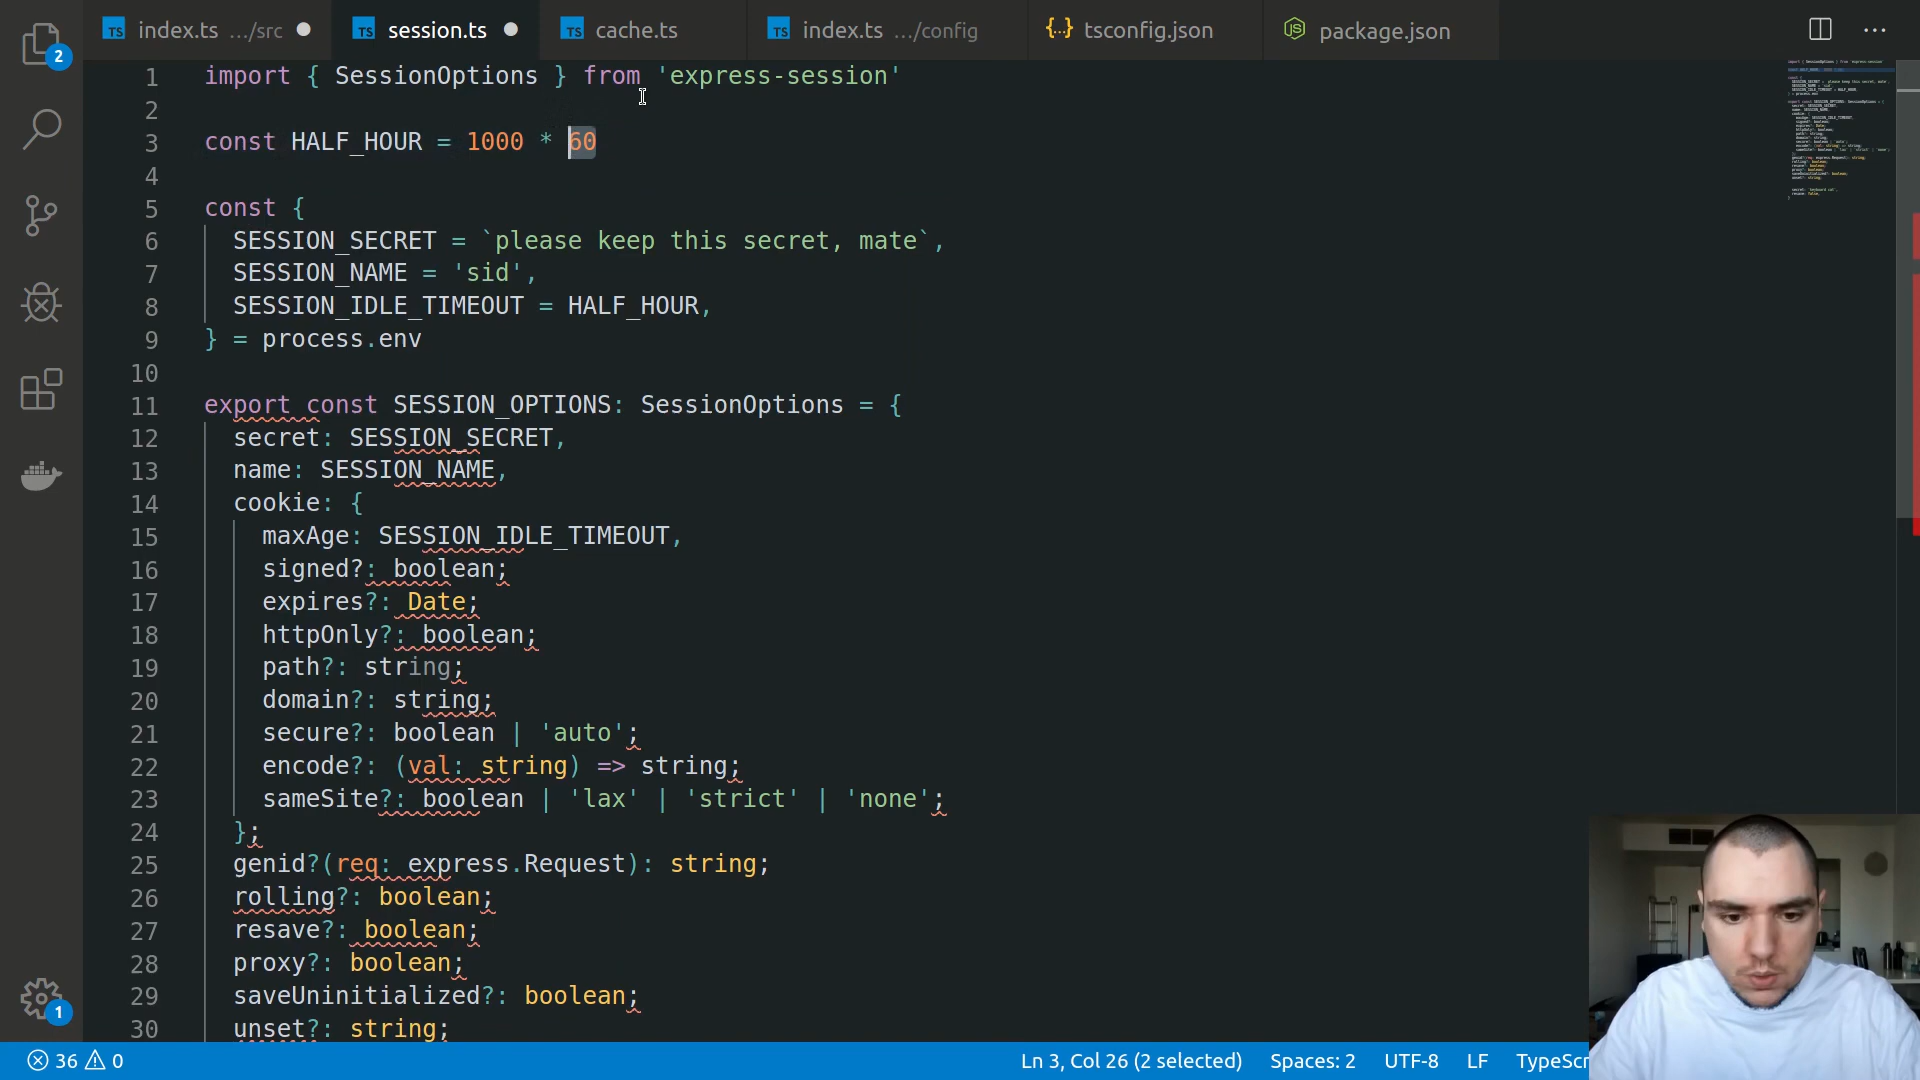 index.ts .../src
session.ts
cache.ts
index.ts .../config
tsconfig.json
package.json
2
1 import { SessionOptions } from 'express-session'
2
3 const HALF_HOUR = 1000 * 60
4
5 const {
6 SESSION_SECRET = `please keep this secret, mate`,
7 SESSION_NAME = 'sid',
8 SESSION_IDLE_TIMEOUT = HALF_HOUR,
9 } = process.env
10
11 export const SESSION_OPTIONS: SessionOptions = {
12 secret: SESSION_SECRET,
13 name: SESSION_NAME,
14 cookie: {
15 maxAge: SESSION_IDLE_TIMEOUT,
16 signed?: boolean;
17 expires?: Date;
18 httpOnly?: boolean;
19 path?: string;
20 domain?: string;
21 secure?: boolean | 'auto';
22 encode?: (val: string) => string;
23 sameSite?: boolean | 'lax' | 'strict' | 'none';
24 };
25 genid?(req: express.Request): string;
26 rolling?: boolean;
27 resave?: boolean;
28 proxy?: boolean;
29 saveUninitialized?: boolean;
30 unset?: string;
1
36 0 Ln 3, Col 26 (2 selected) Spaces: 2 UTF-8 LF TypeScr